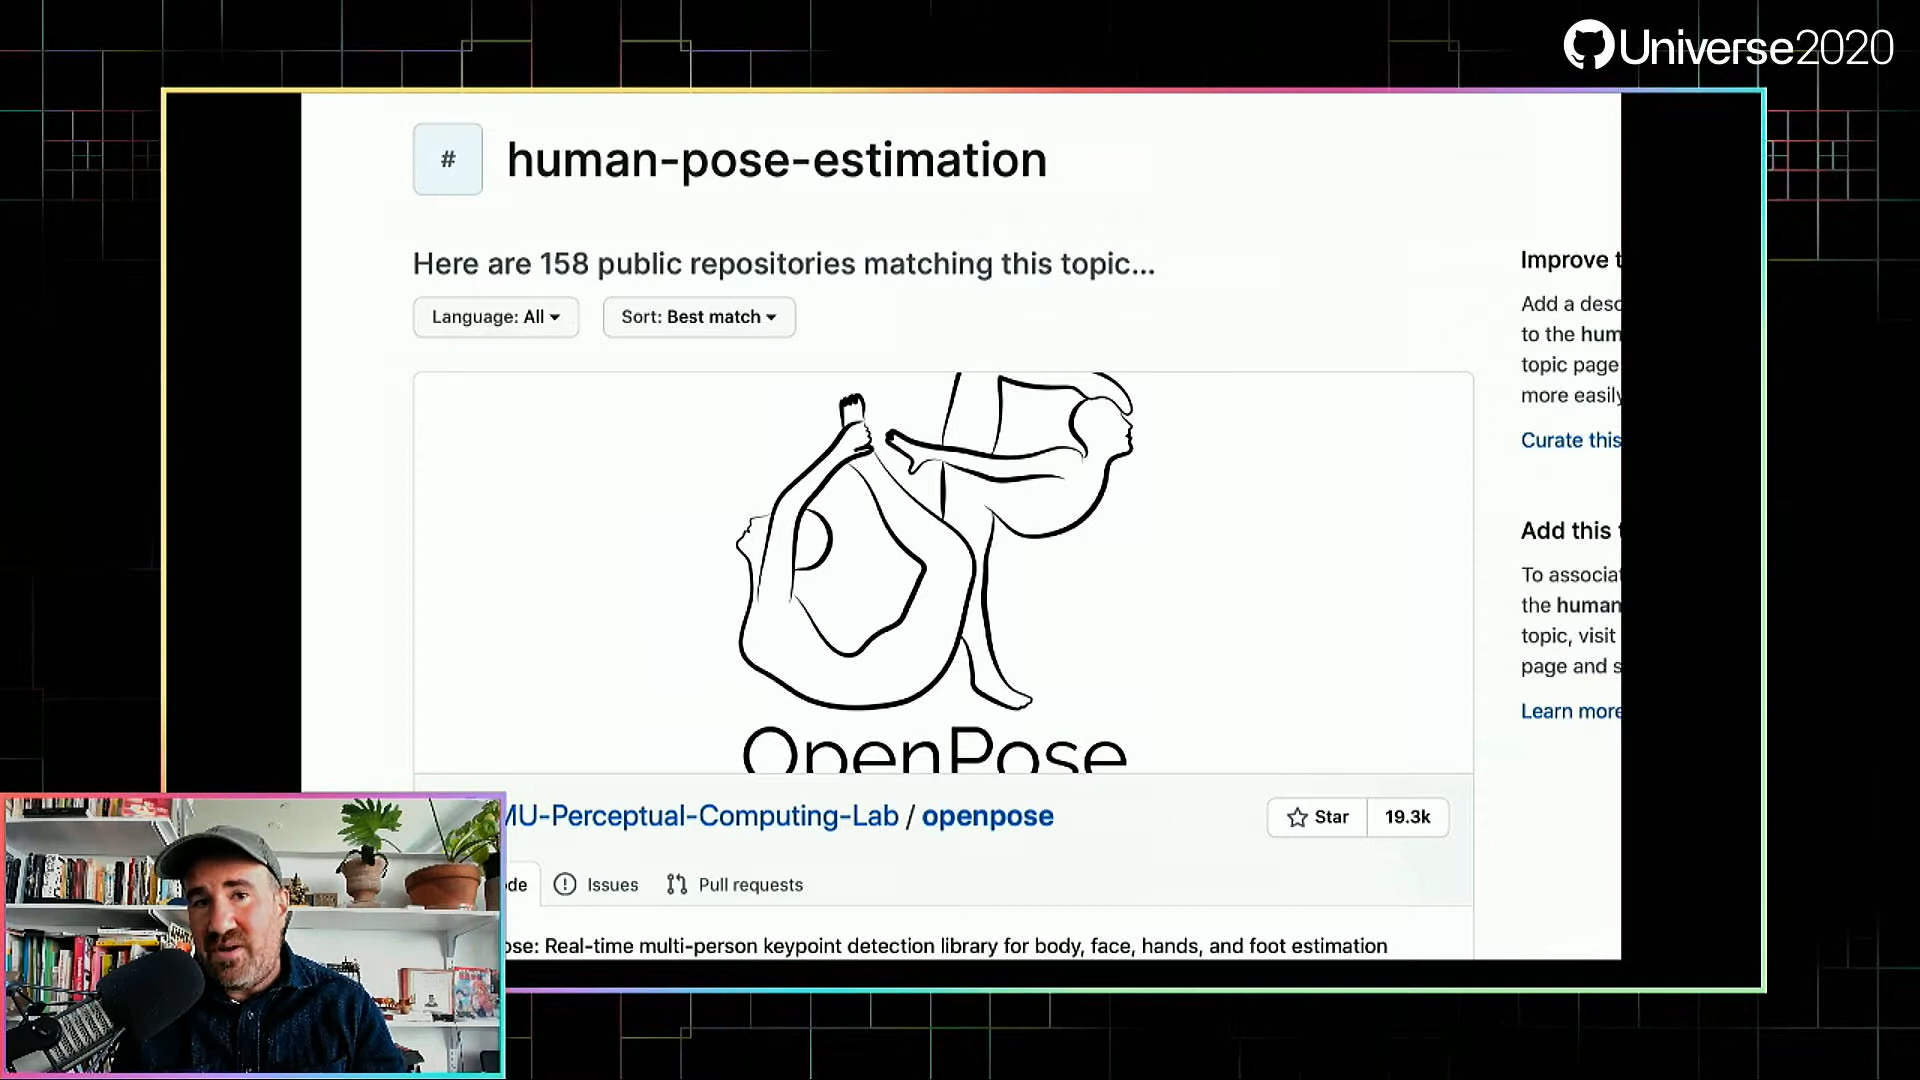 Universe2020
# human-pose-estimation
Here are 158 public repositories matching this topic...
Language: All
Sort: Best match
OpenPose
MU-Perceptual-Computing-Lab / openpose
Star 19.3k
de
Issues
Pull requests
ose: Real-time multi-person keypoint detection library for body, face, hands, and foot estimation
Improve t
Add a desc
to the hum
topic page
more easily
Curate this
Add this t
To associat
the human
topic, visit
page and s
Learn more